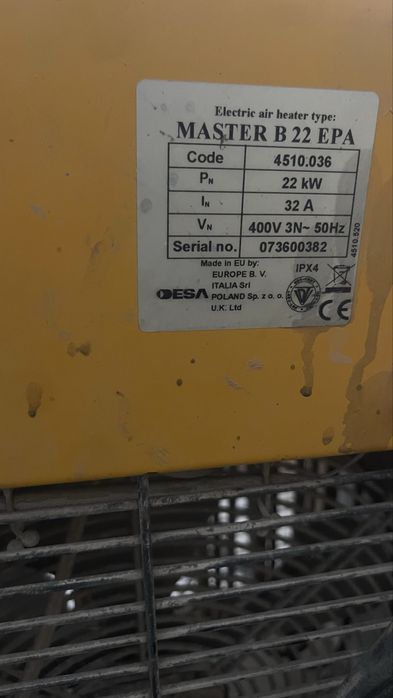 Electric air heater type:
MASTER B 22 EPA
Code 4510.036
PN 22 kW
IN 32 A
VN 400V 3N~ 50Hz
Serial no. 073600382
4510.520
Made in EU by:
EUROPE B. V.
ITALIA Srl
DESA POLAND Sp. z o. o.
U.K. Ltd
IPX4
CE